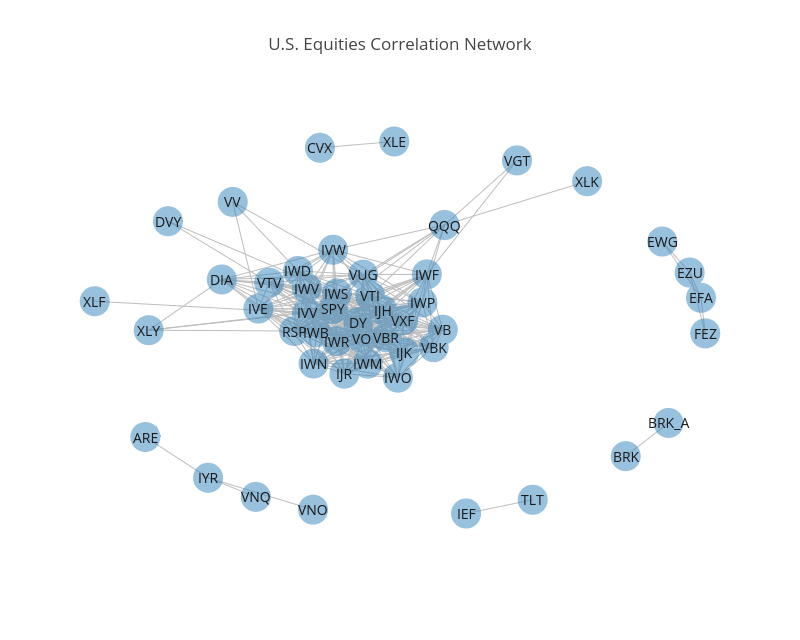 U.S. Equities Correlation Network
CVX
XLE
VGT
XLK
VV
DVY
QQQ
EWG
IVW
IWD
VUG
IWF
EZU
DIA
VTV
IWV
IWS
VTI
EFA
XLF
IVE
IVV
SPY
IJH
IWP
XLY
RSP
IWB
DY
VXF
VB
FEZ
IWR
VO
VBR
IJK
VBK
IWN
IJR
IWM
IWO
BRK_A
ARE
BRK
IYR
VNQ
VNO
IEF
TLT